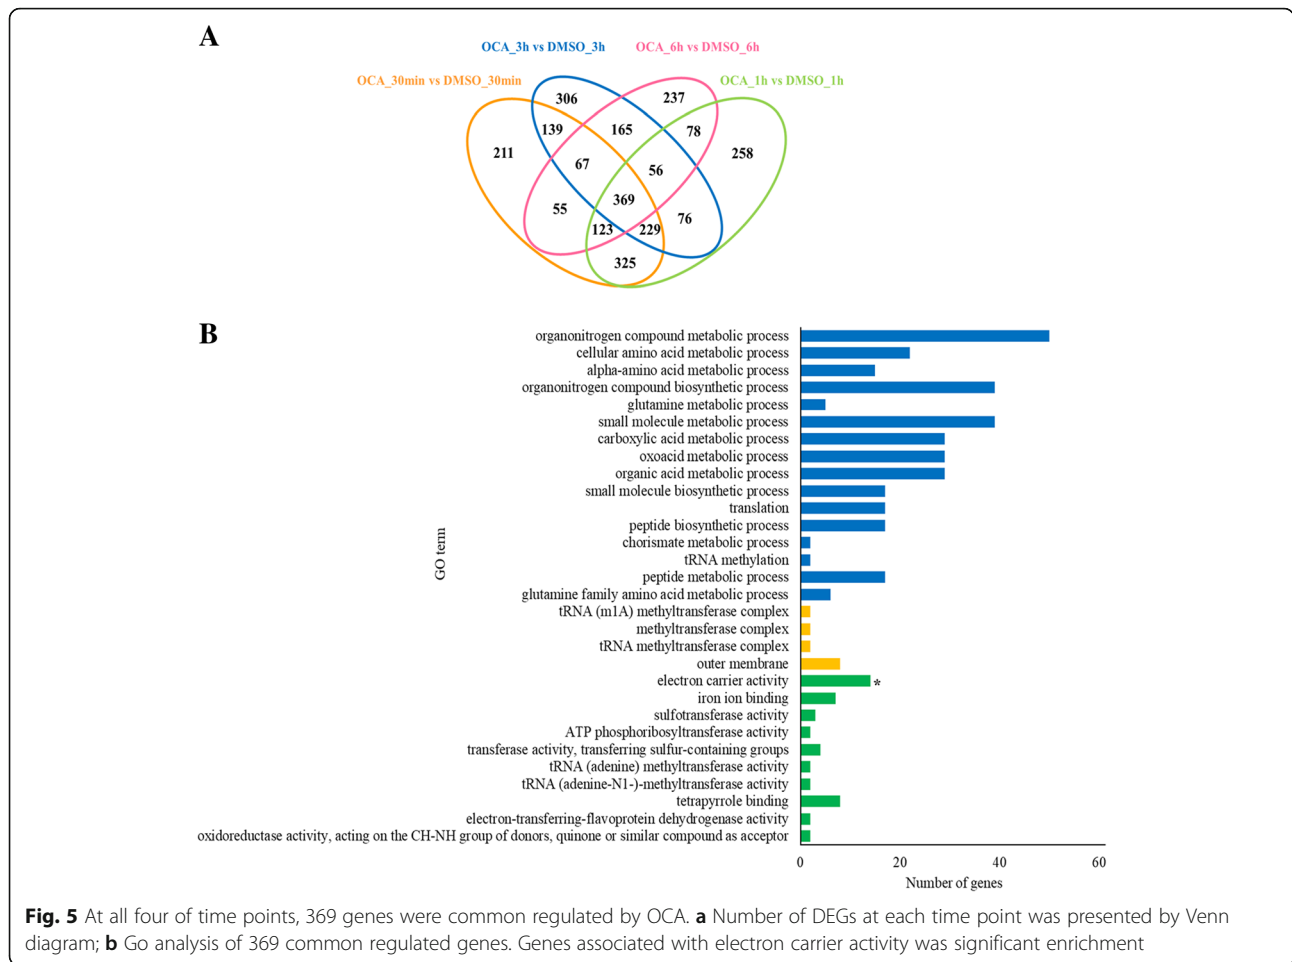 A
OCA_3h vs DMSO_3h OCA_6h vs DMSO_6h
OCA_30min vs DMSO_30min OCA_1h vs DMSO_1h
306 237
139 165 78
211 258
67 56
369
55 76
123 229
325
B
GO term
organonitrogen compound metabolic process
cellular amino acid metabolic process
alpha-amino acid metabolic process
organonitrogen compound biosynthetic process
glutamine metabolic process
small molecule metabolic process
carboxylic acid metabolic process
oxoacid metabolic process
organic acid metabolic process
small molecule biosynthetic process
translation
peptide biosynthetic process
chorismate metabolic process
tRNA methylation
peptide metabolic process
glutamine family amino acid metabolic process
tRNA (m1A) methyltransferase complex
methyltransferase complex
tRNA methyltransferase complex
outer membrane
electron carrier activity *
iron ion binding
sulfotransferase activity
ATP phosphoribosyltransferase activity
transferase activity, transferring sulfur-containing groups
tRNA (adenine) methyltransferase activity
tRNA (adenine-N1-)-methyltransferase activity
tetrapyrrole binding
electron-transferring-flavoprotein dehydrogenase activity
oxidoreductase activity, acting on the CH-NH group of donors, quinone or similar compound as acceptor
0 20 40 60
Number of genes
Fig. 5 At all four of time points, 369 genes were common regulated by OCA. a Number of DEGs at each time point was presented by Venn
diagram; b Go analysis of 369 common regulated genes. Genes associated with electron carrier activity was significant enrichment